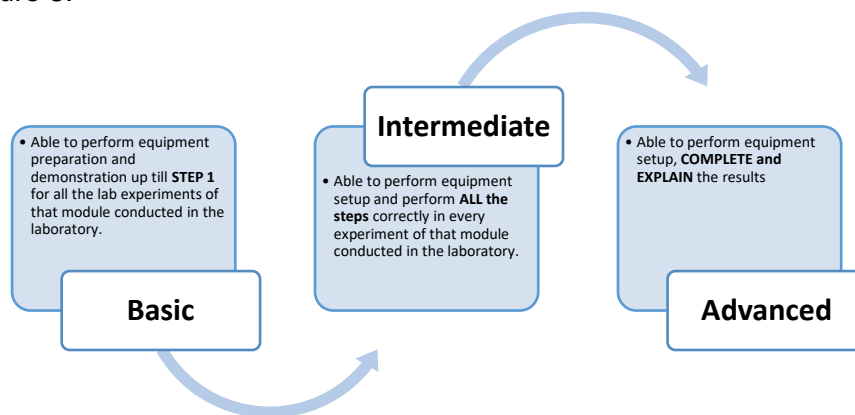 • Able to perform equipment
preparation and
demonstration up till STEP 1
for all the lab experiments of
that module conducted in the
laboratory.
Basic
Intermediate
• Able to perform equipment
setup and perform ALL the
steps correctly in every
experiment of that module
conducted in the laboratory.
• Able to perform equipment
setup, COMPLETE and
EXPLAIN the results
Advanced